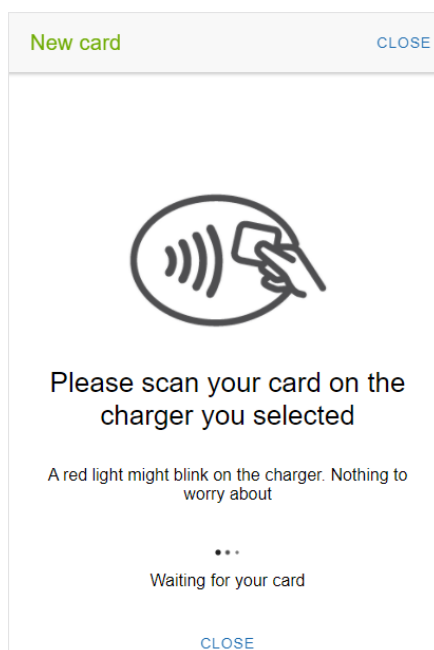 New card
CLOSE
Please scan your card on the
charger you selected
A red light might blink on the charger. Nothing to
worry about
Waiting for your card
CLOSE